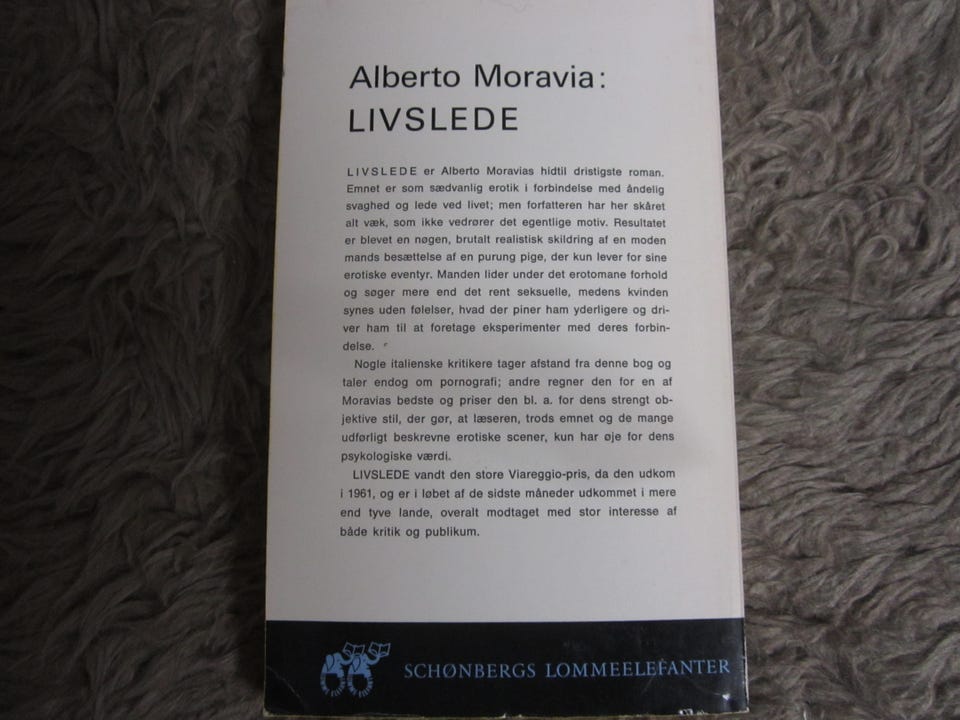 Alberto Moravia:
LIVSLEDE
LIVSLEDE er Alberto Moravias hidtil dristigste roman.
Emnet er som sædvanlig erotik i forbindelse med åndelig
svaghed og lede ved livet; men forfatteren har her skåret
alt væk, som ikke vedrører det egentlige motiv. Resultatet
er blevet en nøgen, brutalt realistisk skildring af en moden
mands besættelse af en purung pige, der kun lever for sine
erotiske eventyr. Manden lider under det erotomane forhold
og søger mere end det rent seksuelle, medens kvinden
synes uden følelser, hvad der piner ham yderligere og dri-
ver ham til at foretage eksperimenter med deres forbin-
delse.
Nogle italienske kritikere tager afstand fra denne bog og
taler endog om pornografi; andre regner den for en af
Moravias bedste og priser den bl. a. for dens strengt ob-
jektive stil, der gør, at læseren, trods emnet og de mange
udførligt beskrevne erotiske scener, kun har øje for dens
psykologiske værdi.
LIVSLEDE vandt den store Viareggio-pris, da den udkom
i 1961, og er i løbet af de sidste måneder udkommet i mere
end tyve lande, overalt modtaget med stor interesse af
både kritik og publikum.
SCHØNBERGS LOMMEELEFANTER